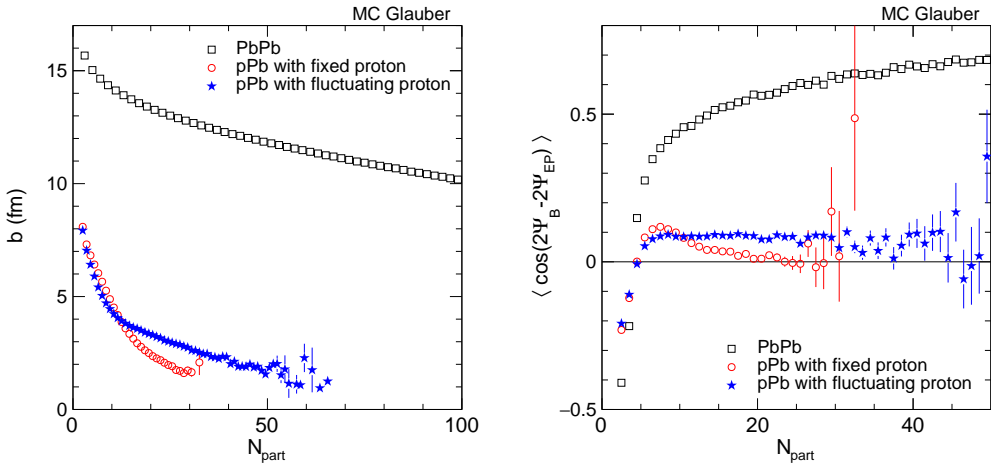 MC Glauber
PbPb
pPb with fixed proton
pPb with fluctuating proton
15
10
5
0
0
50
100
b (fm)
N_part
MC Glauber
0.5
0
−0.5
0
20
40
⟨ cos(2Ψ_B -2Ψ_EP) ⟩
PbPb
pPb with fixed proton
pPb with fluctuating proton
N_part